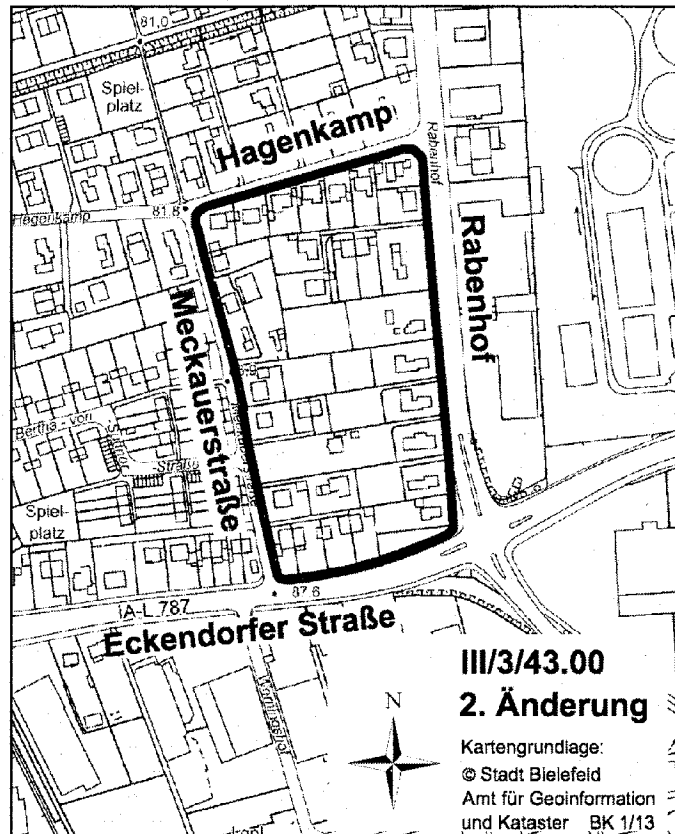 81,0
Spiel-
platz
Hagenkamp
Rabenhof
Hagenkamp
81.8
Rabenhof
Meckauerstraße
Bertha - von
Straße
Spiel-
platz
87.6
IA-L 787
Eckendorfer Straße
III/3/43.00
2. Änderung
N
Kartengrundlage:
© Stadt Bielefeld
Amt für Geoinformation
und Kataster BK 1/13